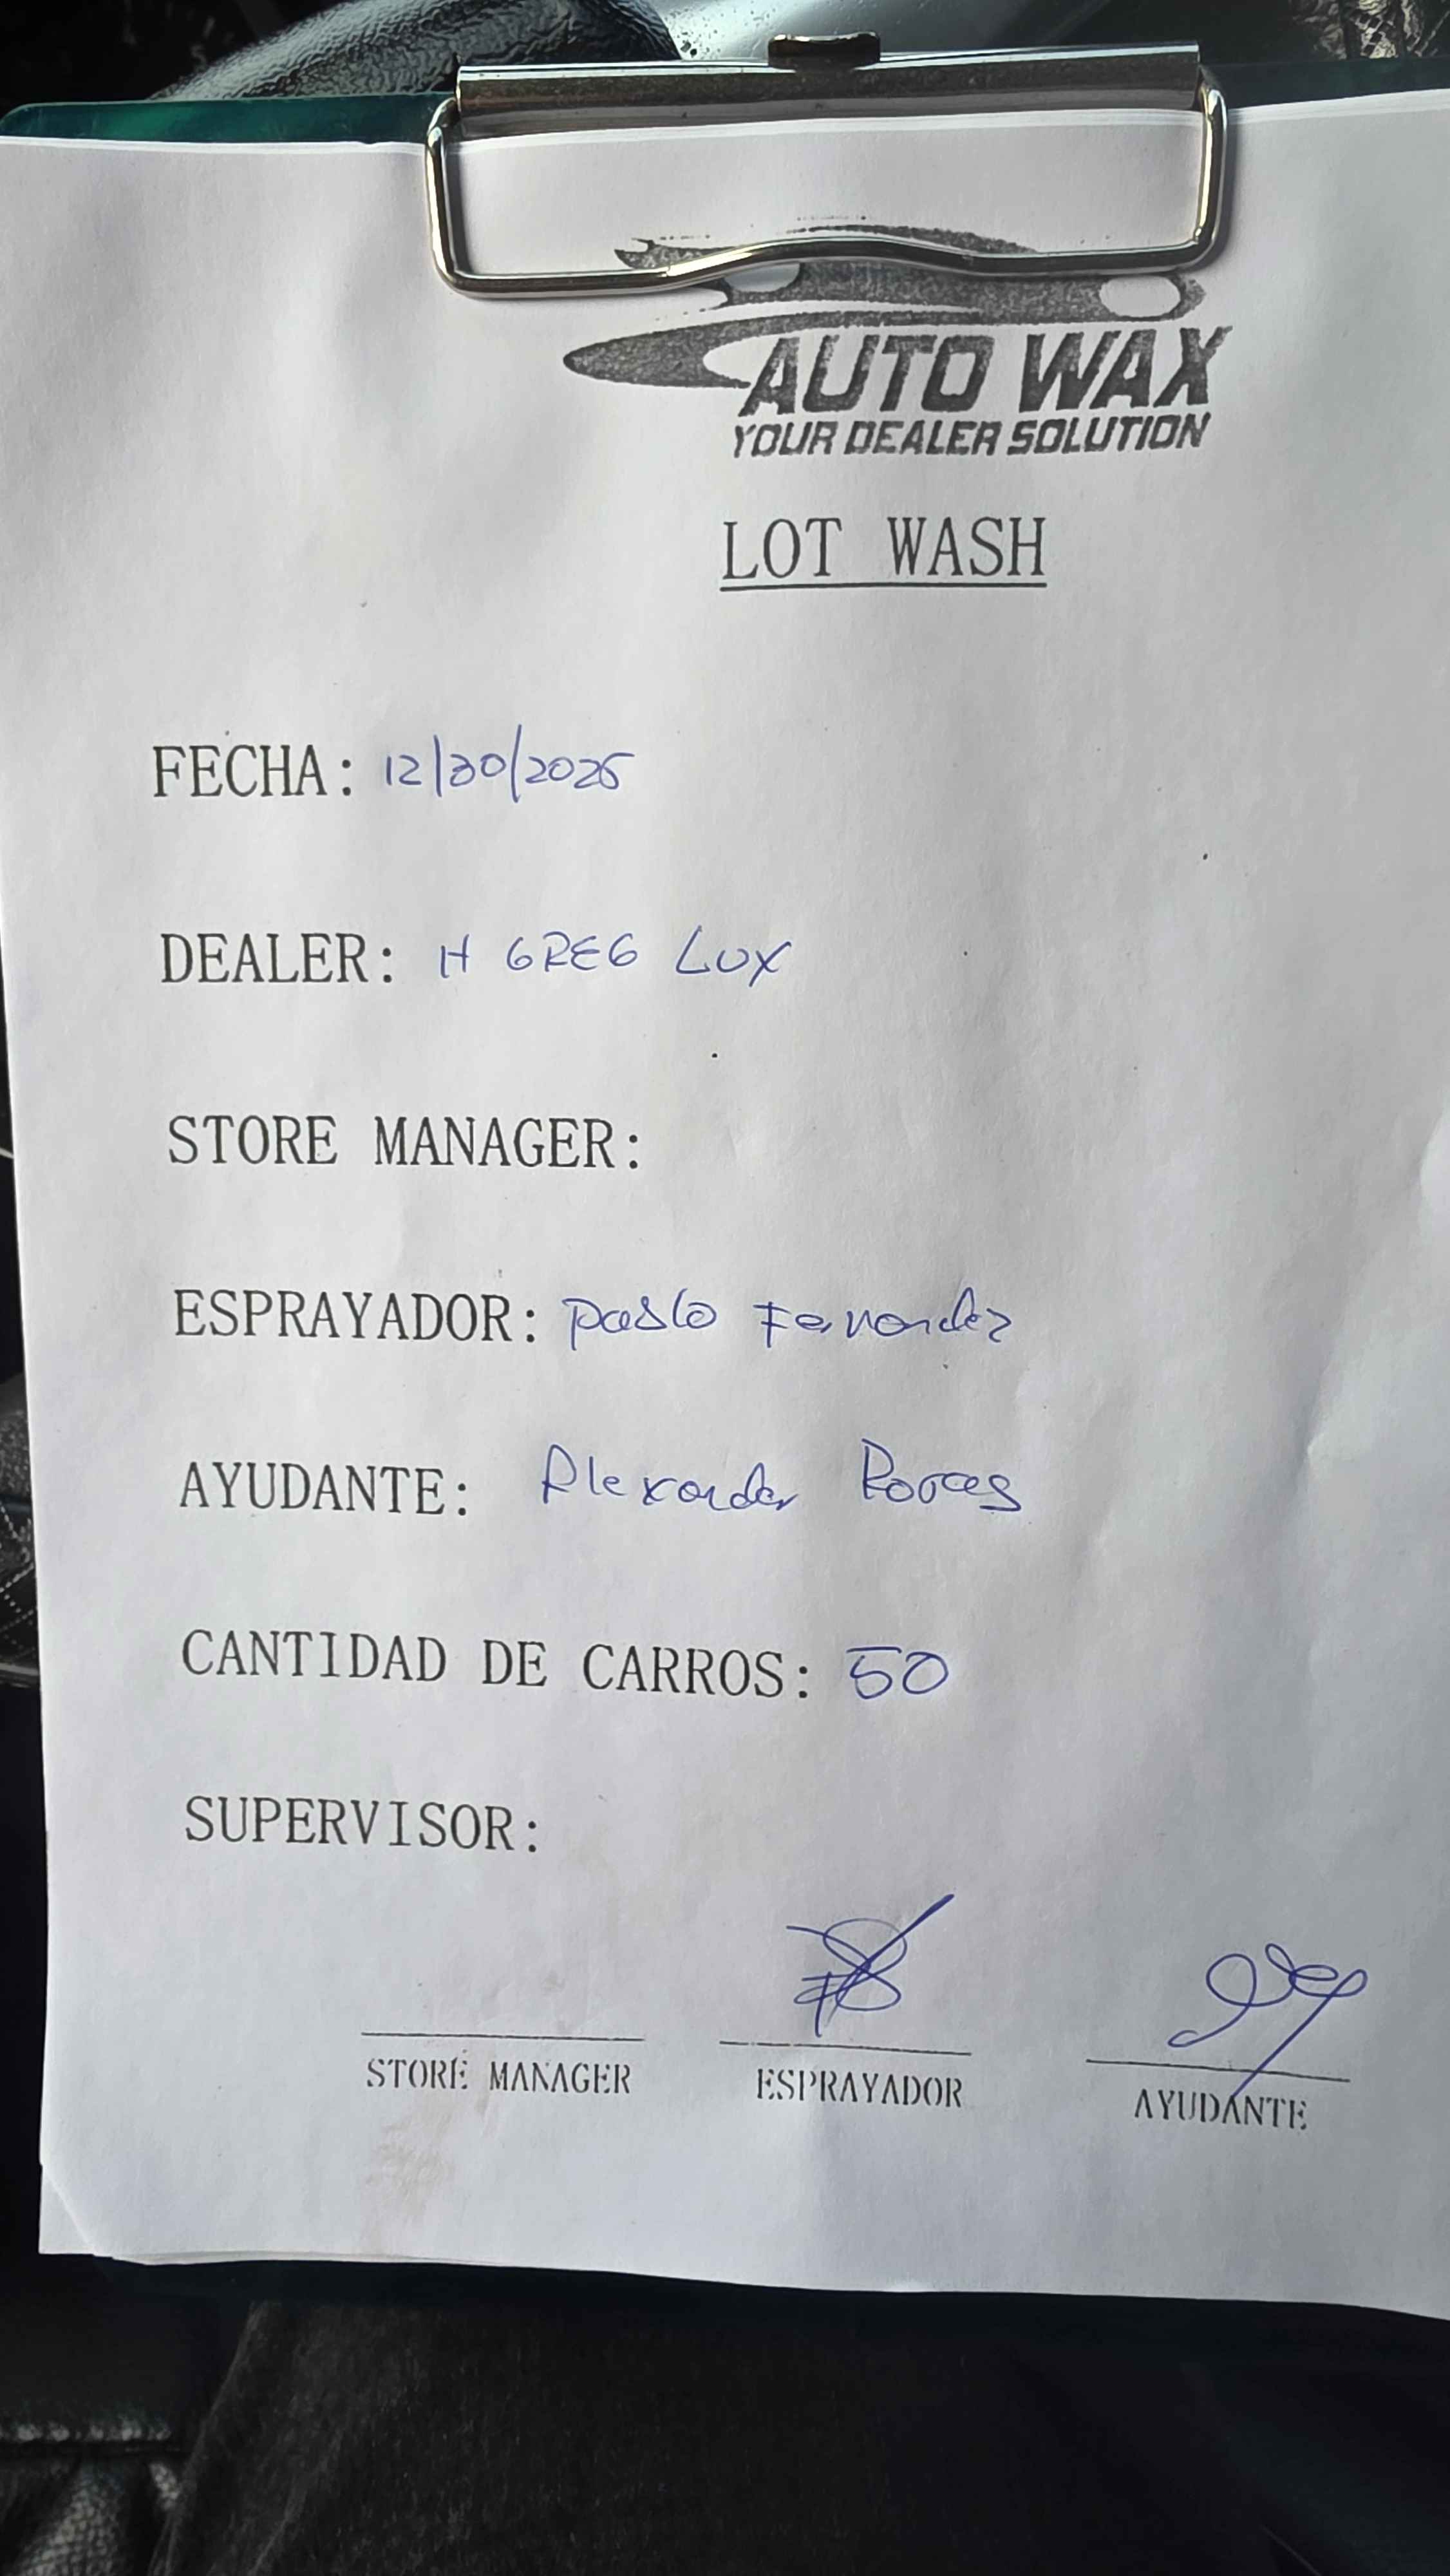 AUTO WAX
YOUR DEALER SOLUTION
LOT WASH
FECHA: 12/30/2025
DEALER: H GREG LUX
STORE MANAGER:
ESPRAYADOR: Pablo Fernandez
AYUDANTE: Alexander
CANTIDAD DE CARROS: 50
SUPERVISOR:
STORE MANAGER ESPRAYADOR AYUDANTE